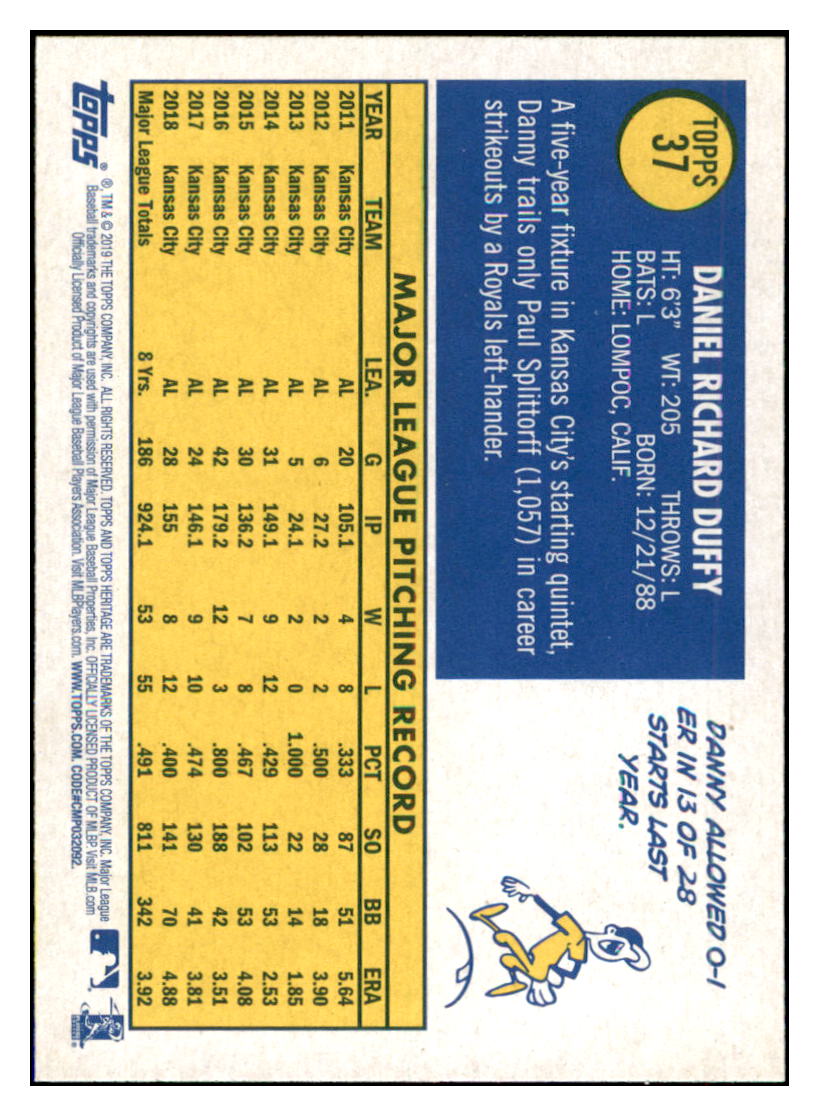 TOPPS
37
DANIEL RICHARD DUFFY
HT: 6'3" WT: 205 THROWS: L
BATS: L BORN: 12/21/88
HOME: LOMPOC, CALIF.
A five-year fixture in Kansas City's starting quintet,
Danny trails only Paul Splittorff (1,057) in career
strikeouts by a Royals left-hander.
DANNY ALLOWED 0-1
ER IN 13 OF 28
STARTS LAST
YEAR.
MAJOR LEAGUE PITCHING RECORD
YEAR TEAM LEA. G IP W L PCT SO BB ERA
2011 Kansas City AL 20 105.1 4 8 .333 87 51 5.64
2012 Kansas City AL 6 27.2 2 2 .500 28 18 3.90
2013 Kansas City AL 5 24.1 2 0 1.000 22 14 1.85
2014 Kansas City AL 31 149.1 9 12 .429 113 53 2.53
2015 Kansas City AL 30 136.2 7 8 .467 102 53 4.08
2016 Kansas City AL 42 179.2 12 3 .800 188 42 3.51
2017 Kansas City AL 24 146.1 9 10 .474 130 41 3.81
2018 Kansas City AL 28 155 8 12 .400 141 70 4.88
Major League Totals 8 Yrs. 186 924.1 53 55 .491 811 342 3.92
topps®
®, TM & © 2019 THE TOPPS COMPANY, INC. ALL RIGHTS RESERVED. TOPPS AND TOPPS HERITAGE ARE TRADEMARKS OF THE TOPPS COMPANY, INC. Major League
Baseball trademarks and copyrights are used with permission of Major League Baseball Properties, Inc. OFFICIALLY LICENSED PRODUCT OF MLBP. Visit MLB.com
Officially Licensed Product of Major League Baseball Players Association. Visit MLBPlayers.com. WWW.TOPPS.COM. CODE#CMP032092.